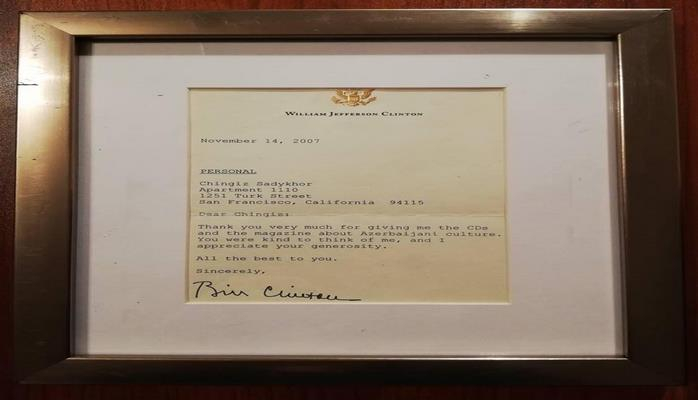 WILLIAM JEFFERSON CLINTON
November 14, 2007
PERSONAL
Chingiz Sadykhor
Apartment 1110
1251 Turk Street
San Francisco, California 94115
Dear Chingiz:
Thank you very much for giving me the CDs
and the magazine about Azerbaijani culture.
You were kind to think of me, and I
appreciate your generosity.
All the best to you.
Sincerely,
Bill Clinton